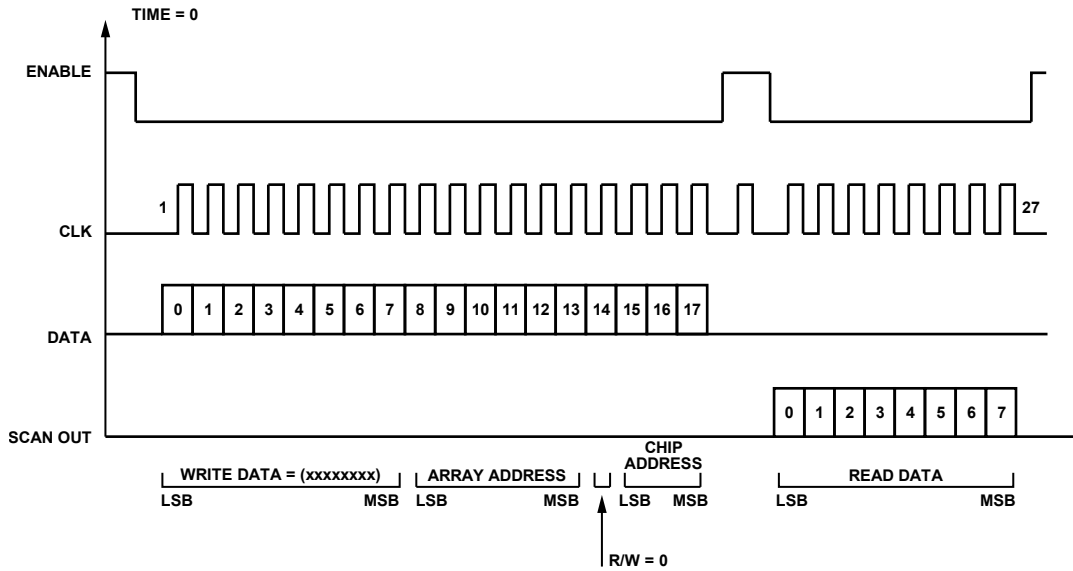 TIME = 0
ENABLE
1
27
CLK
0 1 2 3 4 5 6 7 8 9 10 11 12 13 14 15 16 17
DATA
0 1 2 3 4 5 6 7
SCAN OUT
WRITE DATA = (xxxxxxxx)
ARRAY ADDRESS
CHIP
ADDRESS
READ DATA
LSB MSB LSB MSB LSB MSB LSB MSB
R/W = 0